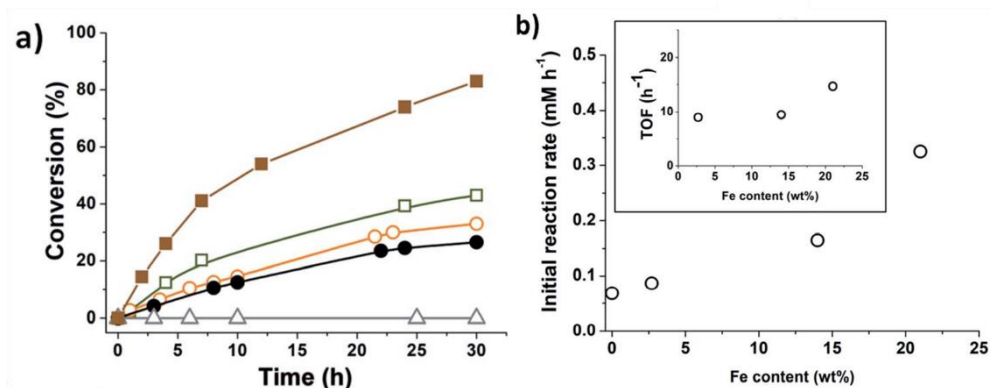 a)
Conversion (%)
100
80
60
40
20
0
0 5 10 15 20 25 30
Time (h)
b)
Initial reaction rate (mM h⁻¹)
0.5
0.4
0.3
0.2
0.1
0.0
0 5 10 15 20 25
Fe content (wt%)
TOF (h⁻¹)
20
10
0
0 5 10 15 20 25
Fe content (wt%)